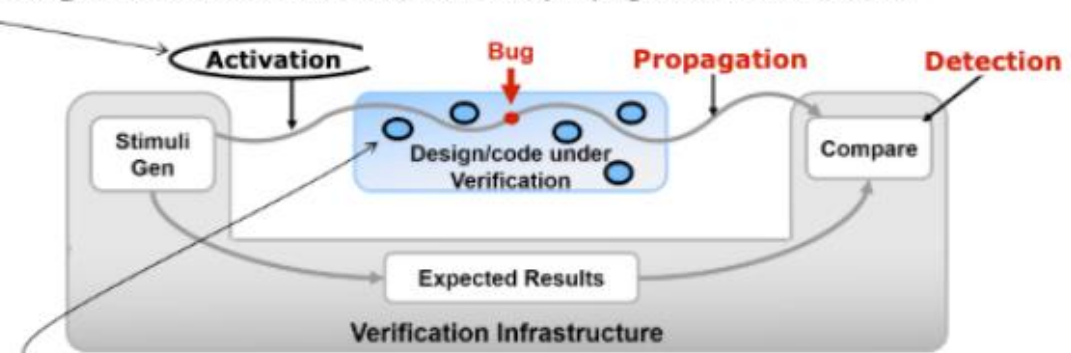 Activation
Bug
Propagation
Detection
Stimuli
Gen
Design/code under
Verification
Compare
Expected Results
Verification Infrastructure